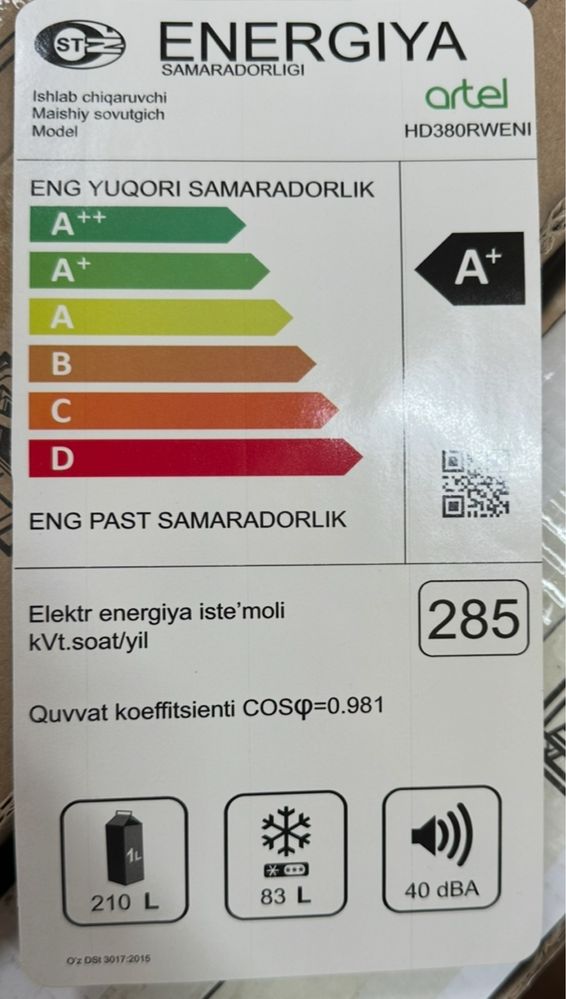 ST
ENERGIYA
SAMARADORLIGI
Ishlab chiqaruvchi
Maishiy sovutgich
Model
artel
HD380RWENI
ENG YUQORI SAMARADORLIK
A++
A+
A
B
C
D
A+
ENG PAST SAMARADORLIK
Elektr energiya iste’moli
kVt.soat/yil
285
Quvvat koeffitsienti COSφ=0.981
1L
210 L
83 L
40 dBA
O'z DSt 3017:2015